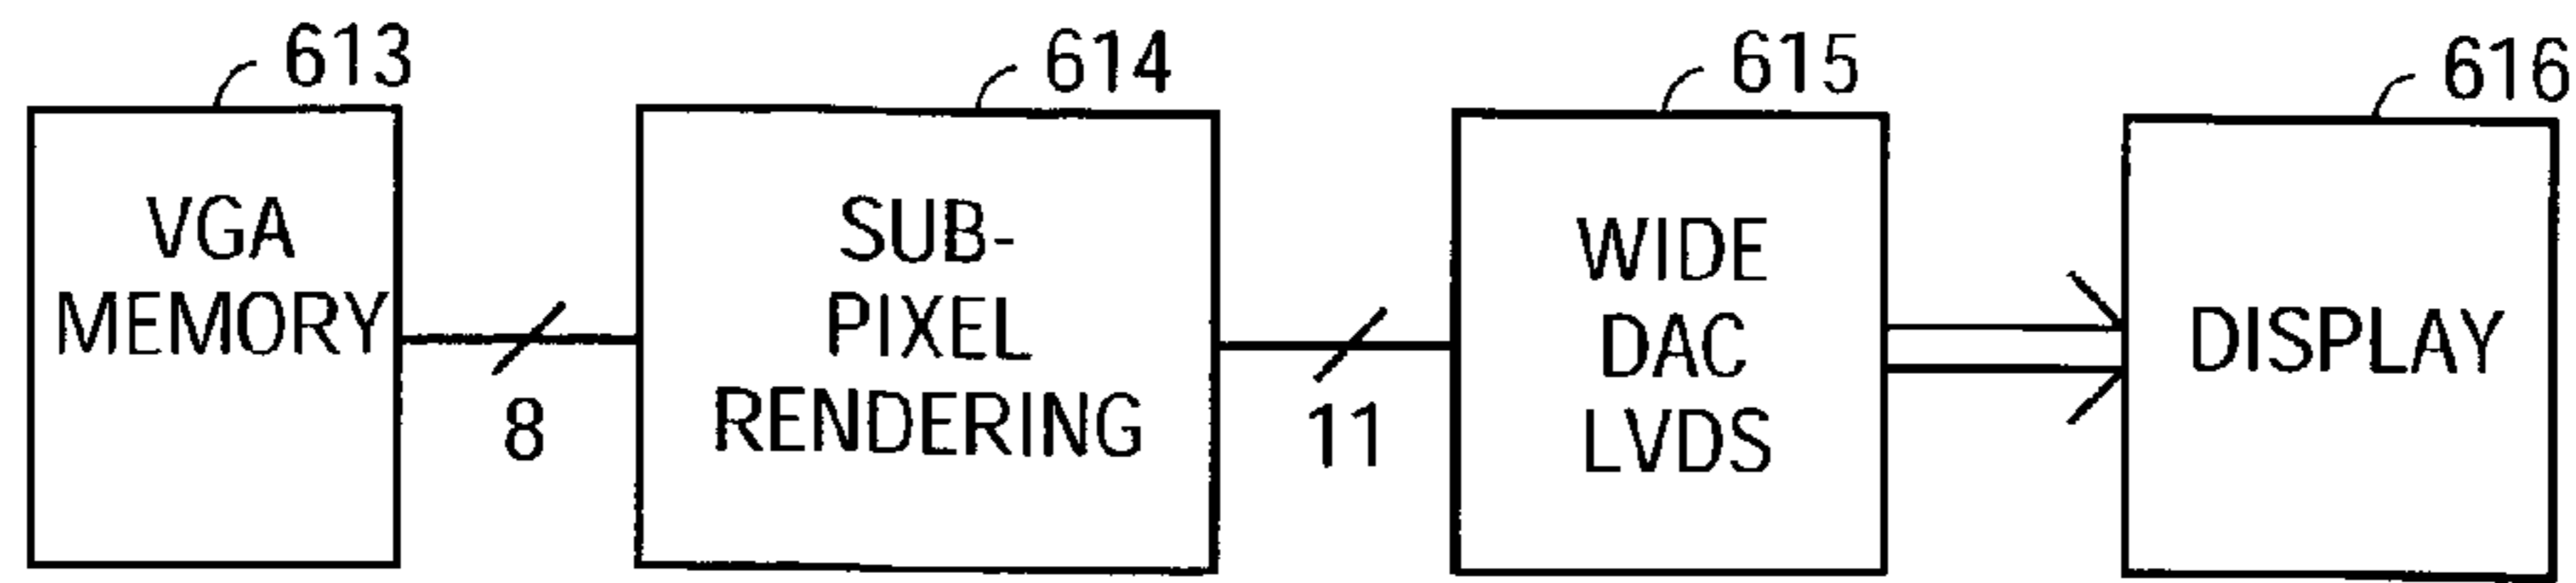 613
614
615
616
VGA
MEMORY
8
SUB-
PIXEL
RENDERING
11
WIDE
DAC
LVDS
DISPLAY